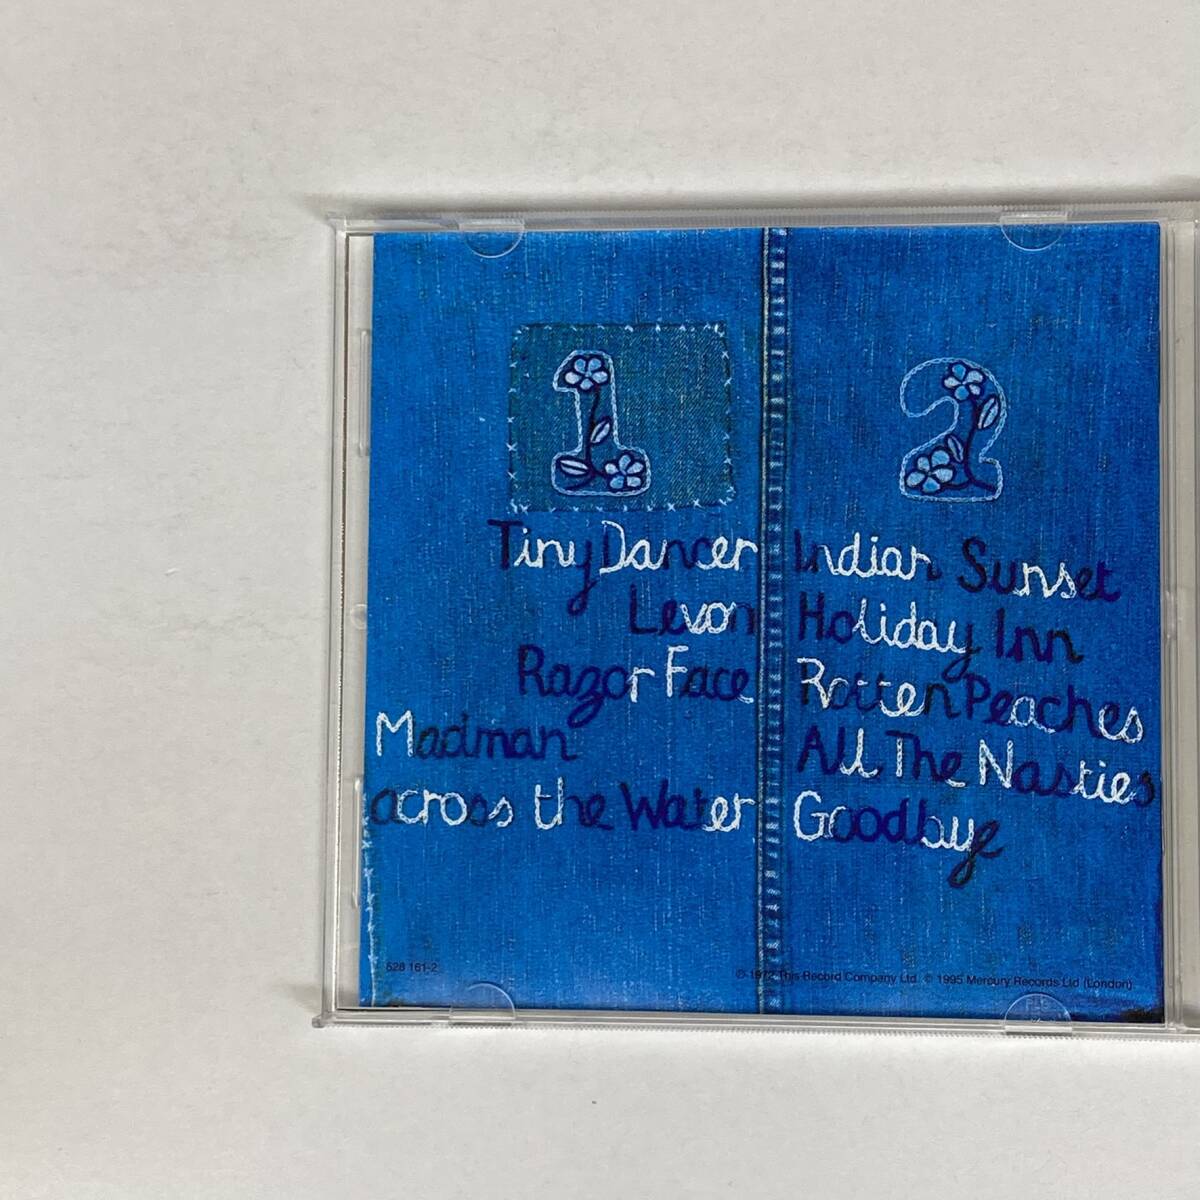 1
Tiny Dancer
Levon
Razor Face
Madman
across the Water
2
Indian Sunset
Holiday Inn
Rotten Peaches
All The Nasties
Goodbye
528 161-2
℗ 1972 This Record Company Ltd. © 1995 Mercury Records Ltd (London)